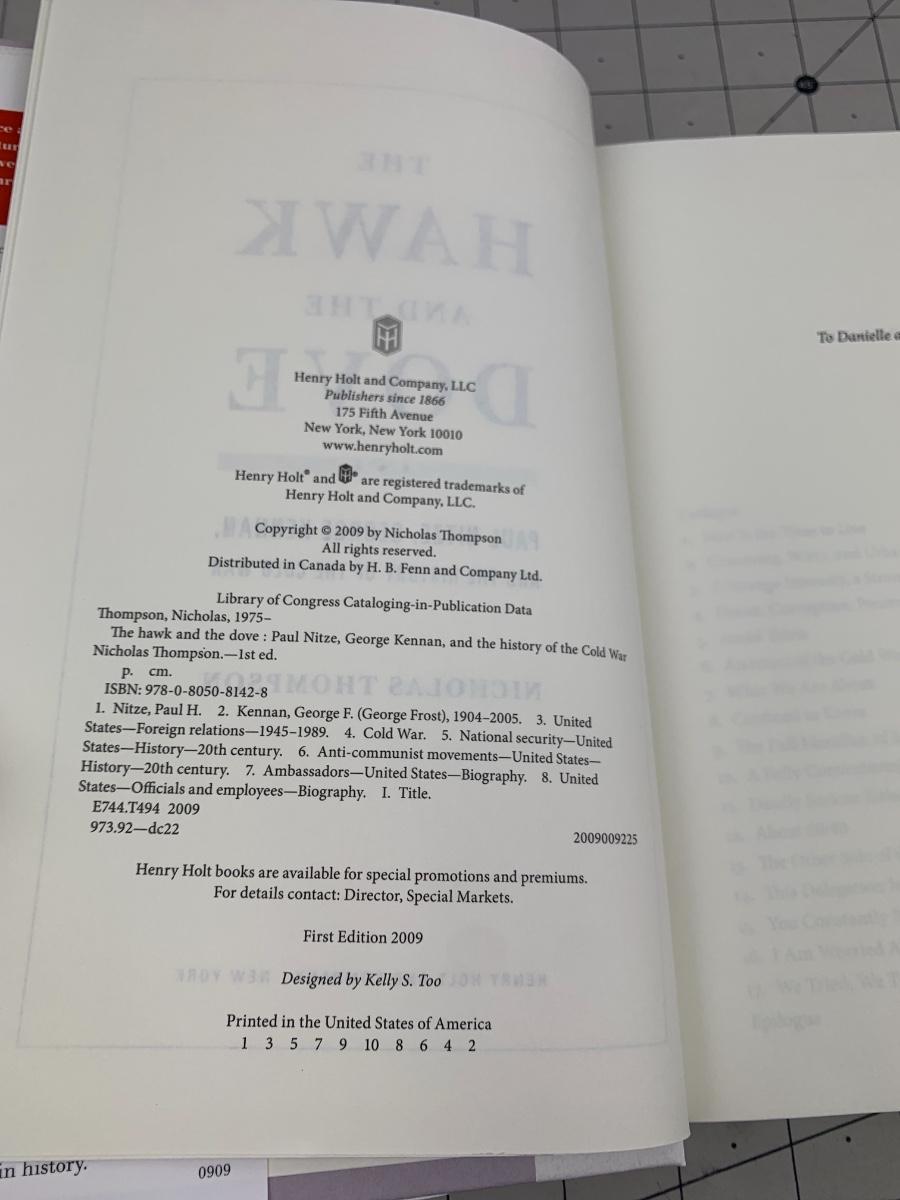 Henry Holt and Company, LLC
Publishers since 1866
175 Fifth Avenue
New York, New York 10010
www.henryholt.com
Henry Holt® and ® are registered trademarks of
Henry Holt and Company, LLC.
Copyright © 2009 by Nicholas Thompson
All rights reserved.
Distributed in Canada by H. B. Fenn and Company Ltd.
Library of Congress Cataloging-in-Publication Data
Thompson, Nicholas, 1975–
The hawk and the dove : Paul Nitze, George Kennan, and the history of the Cold War
Nicholas Thompson.—1st ed.
p. cm.
ISBN: 978-0-8050-8142-8
1. Nitze, Paul H. 2. Kennan, George F. (George Frost), 1904–2005. 3. United
States—Foreign relations—1945–1989. 4. Cold War. 5. National security—United
States—History—20th century. 6. Anti-communist movements—United States—
History—20th century. 7. Ambassadors—United States—Biography. 8. United
States—Officials and employees—Biography. I. Title.
E744.T494 2009
973.92—dc22
2009009225
Henry Holt books are available for special promotions and premiums.
For details contact: Director, Special Markets.
First Edition 2009
Designed by Kelly S. Too
Printed in the United States of America
1 3 5 7 9 10 8 6 4 2
To Danielle
in history.
0909